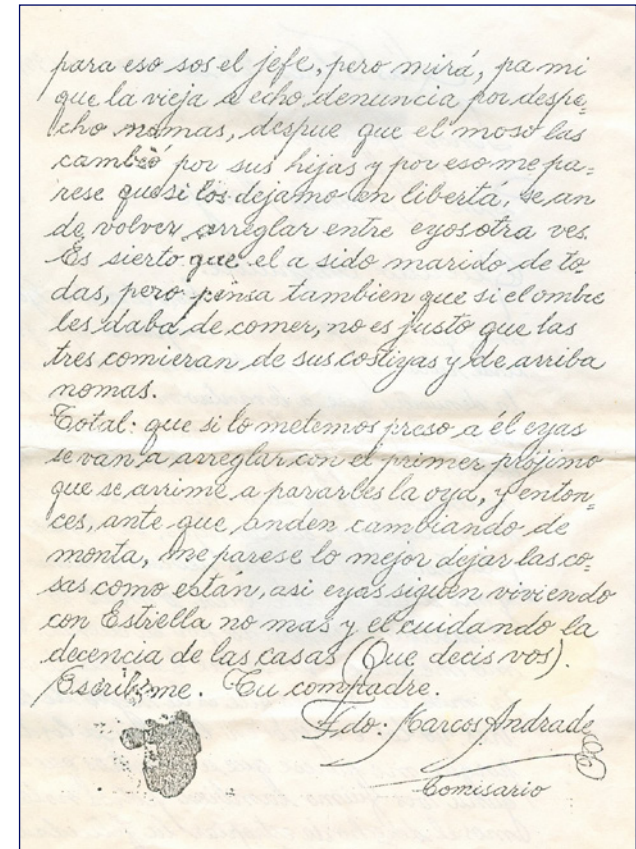 para eso sos el jefe, pero mirá, pa mi
que la vieja a echo denuncia por despe-
cho nomas, despue que el moso las
cambió por sus hijas y por eso me pa-
rese que si los dejamo en libertá, se an
de volver arreglar entre eyos otra ves.
Es sierto que el a sido marido de to-
das, pero pensa tambien que si el ombre
les daba de comer, no es justo que las
tres comieran de sus costiyas y de arriba
nomas.
Total: que si lo metemos preso a él eyas
se van a arreglar con el primer projimo
que se arrime a pararles la oya, y enton-
ces, ante que anden cambiando de
monta, me parese lo mejor dejar las co-
sas como están, asi eyas siguen viviendo
con Estrella no mas y el cuidando la
decencia de las casas (Que decis vos).
Escribime. Tu compadre.
Fdo: Marcos Andrade
Comisario